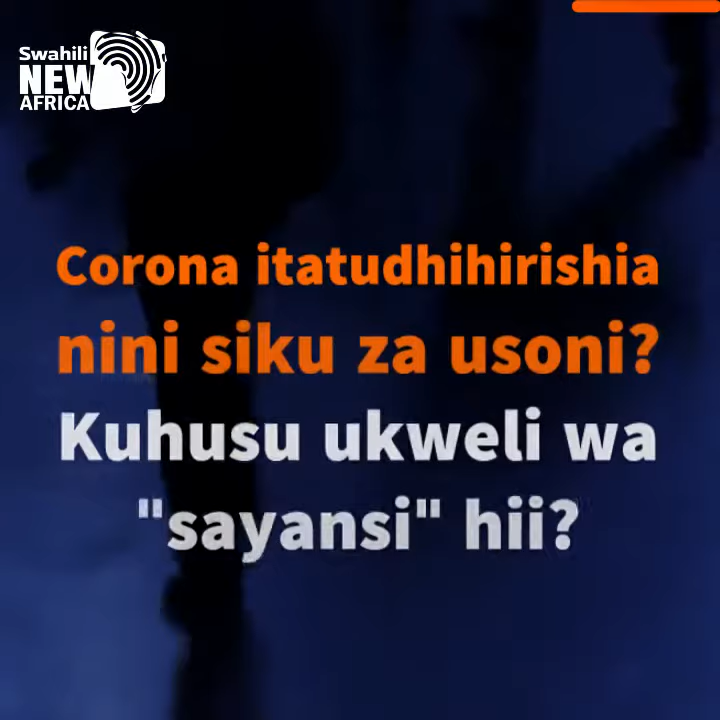 Swahili
NEW
AFRICA
Corona itatudhihirishia
nini siku za usoni?
Kuhusu ukweli wa
"sayansi" hii?